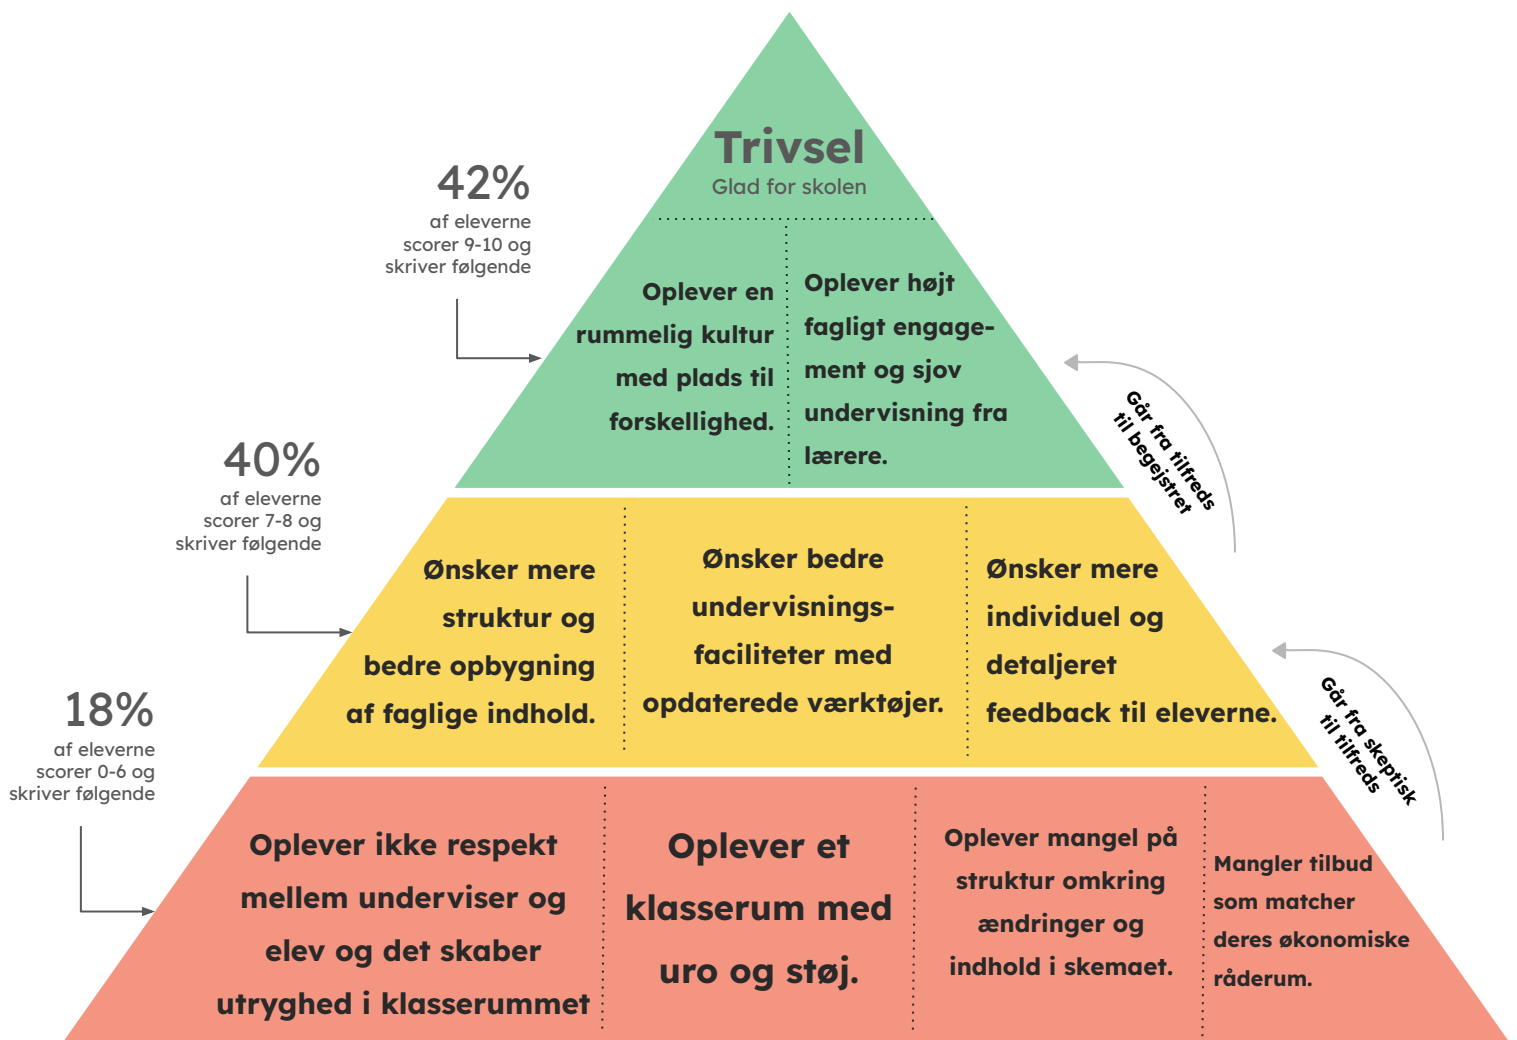 Trivsel
Glad for skolen
42%
af eleverne
scorer 9-10 og
skriver følgende
Oplever en
rummelig kultur
med plads til
forskellighed.
Oplever højt
fagligt engage-
ment og sjov
undervisning fra
lærere.
Går fra tilfreds
til begejstret
40%
af eleverne
scorer 7-8 og
skriver følgende
Ønsker mere
struktur og
bedre opbygning
af faglige indhold.
Ønsker bedre
undervisnings-
faciliteter med
opdaterede værktøjer.
Ønsker mere
individuel og
detaljeret
feedback til eleverne.
Går fra skeptisk
til tilfreds
18%
af eleverne
scorer 0-6 og
skriver følgende
Oplever ikke respekt
mellem underviser og
elev og det skaber
utryghed i klasserummet
Oplever et
klasserum med
uro og støj.
Oplever mangel på
struktur omkring
ændringer og
indhold i skemaet.
Mangler tilbud
som matcher
deres økonomiske
råderum.